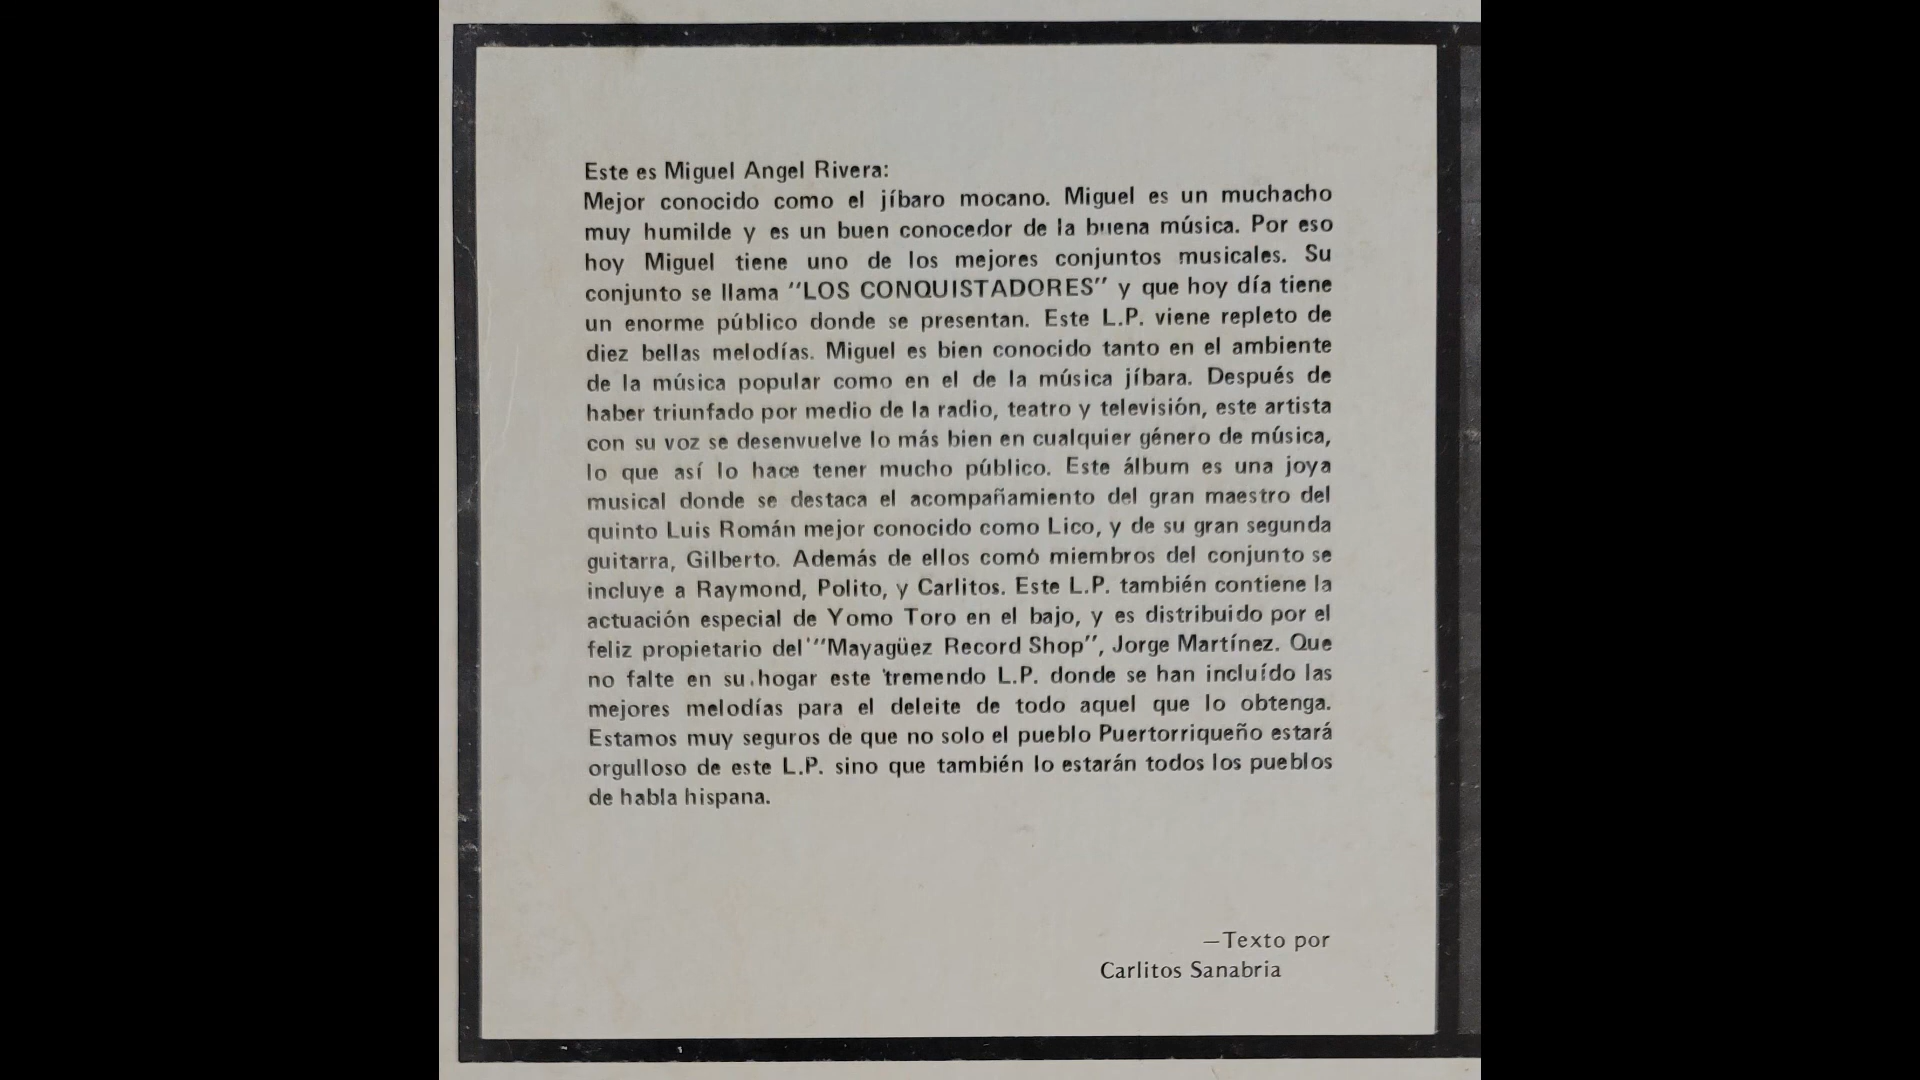 Este es Miguel Angel Rivera:
Mejor conocido como el jíbaro mocano. Miguel es un muchacho
muy humilde y es un buen conocedor de la buena música. Por eso
hoy Miguel tiene uno de los mejores conjuntos musicales. Su
conjunto se llama "LOS CONQUISTADORES" y que hoy día tiene
un enorme público donde se presentan. Este L.P. viene repleto de
diez bellas melodías. Miguel es bien conocido tanto en el ambiente
de la música popular como en el de la música jíbara. Después de
haber triunfado por medio de la radio, teatro y televisión, este artista
con su voz se desenvuelve lo más bien en cualquier género de música,
lo que así lo hace tener mucho público. Este álbum es una joya
musical donde se destaca el acompañamiento del gran maestro del
quinto Luis Román mejor conocido como Lico, y de su gran segunda
guitarra, Gilberto. Además de ellos comó miembros del conjunto se
incluye a Raymond, Polito, y Carlitos. Este L.P. también contiene la
actuación especial de Yomo Toro en el bajo, y es distribuido por el
feliz propietario del "Mayagüez Record Shop", Jorge Martínez. Que
no falte en su hogar este tremendo L.P. donde se han incluído las
mejores melodías para el deleite de todo aquel que lo obtenga.
Estamos muy seguros de que no solo el pueblo Puertorriqueño estará
orgulloso de este L.P. sino que también lo estarán todos los pueblos
de habla hispana.
—Texto por
Carlitos Sanabria